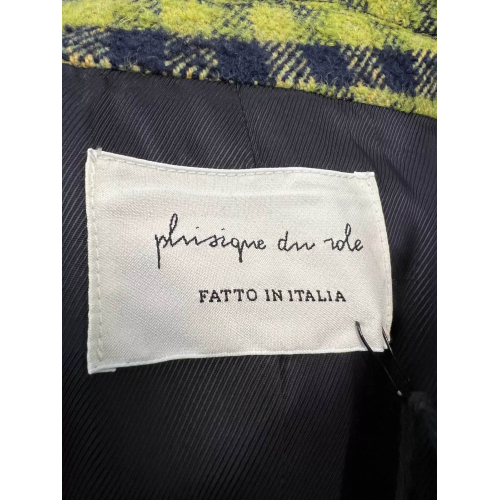 phisique du role
FATTO IN ITALIA